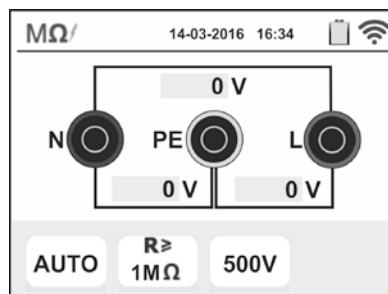 MΩ 14-03-2016 16:34
0 V
N PE L
0 V 0 V
AUTO R≥ 1MΩ 500V